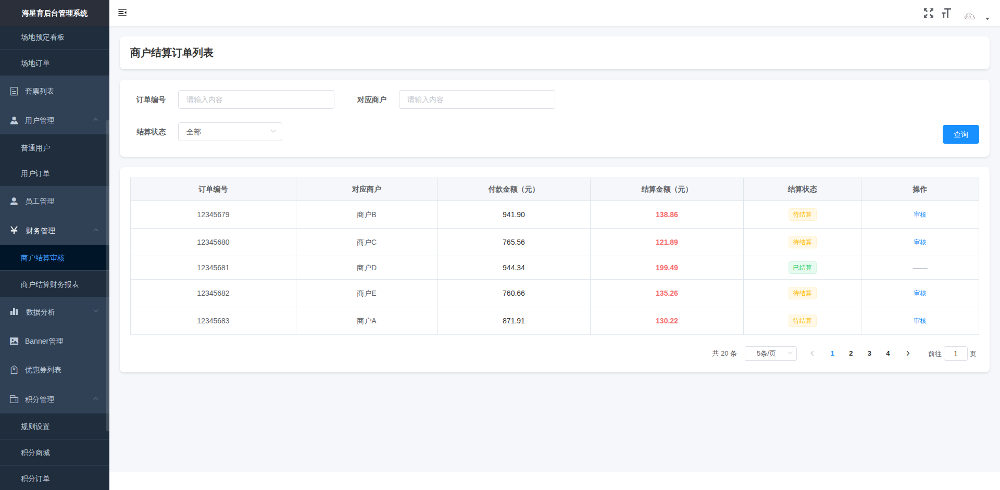 海星育后台管理系统
场地预定看板
场地订单
套票列表
用户管理
普通用户
用户订单
员工管理
财务管理
商户结算审核
商户结算财务报表
数据分析
Banner管理
优惠券列表
积分管理
规则设置
积分商城
积分订单
商户结算订单列表
订单编号 请输入内容 对应商户 请输入内容
结算状态 全部 查询
订单编号 对应商户 付款金额（元） 结算金额（元） 结算状态 操作
12345679 商户B 941.90 138.86 待结算 审核
12345680 商户C 765.56 121.89 待结算 审核
12345681 商户D 944.34 199.49 已结算 ——
12345682 商户E 760.66 135.26 待结算 审核
12345683 商户A 871.91 130.22 待结算 审核
共 20 条 5条/页 1 2 3 4 前往 1 页